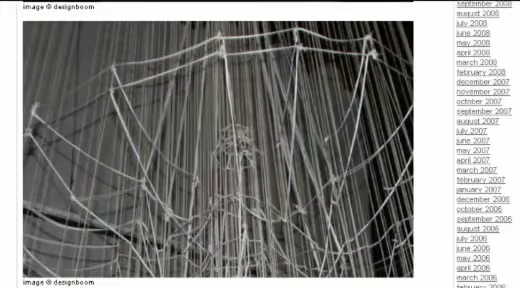 image © designboom
image © designboom
september 2008
august 2008
july 2008
june 2008
may 2008
april 2008
march 2008
february 2008
december 2007
november 2007
october 2007
september 2007
august 2007
july 2007
june 2007
may 2007
april 2007
march 2007
february 2007
january 2007
december 2006
october 2006
september 2006
august 2006
july 2006
june 2006
may 2006
april 2006
march 2006
february 2006